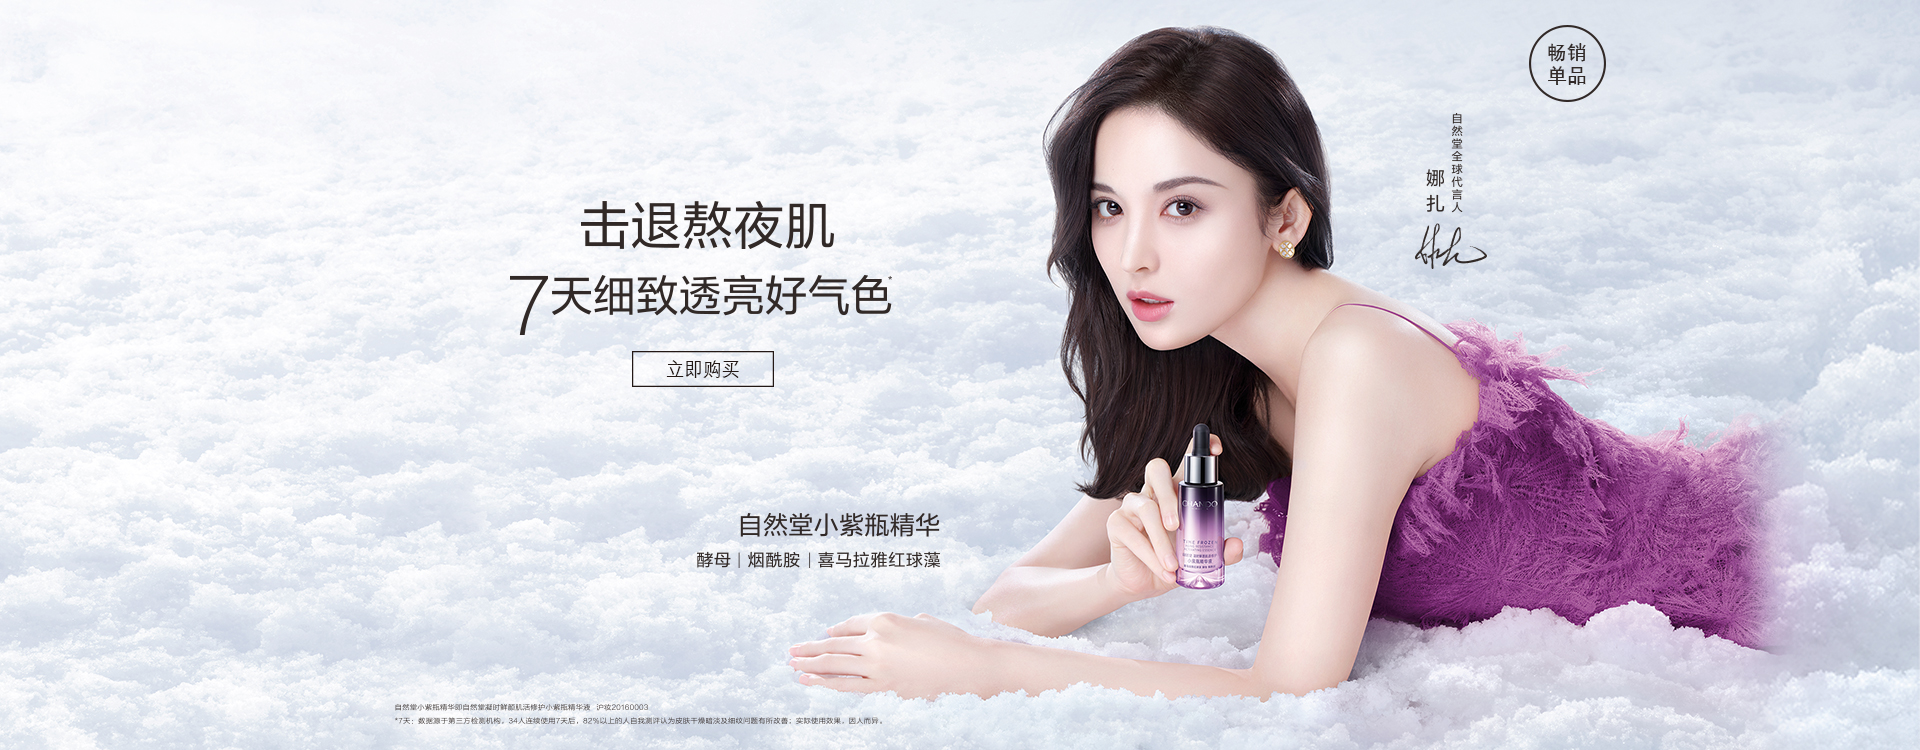 畅销
单品
自然堂全球代言人
娜扎
击退熬夜肌
7天细致透亮好气色*
立即购买
自然堂小紫瓶精华
酵母|烟酰胺|喜马拉雅红球藻
CHANDO
TIME FROZEN
自然堂小紫瓶精华即自然堂凝时鲜颜肌活修护小紫瓶精华液 沪妆20160003
*7天：数据源于第三方检测机构，34人连续使用7天后，82%以上的人自我测评认为皮肤干燥暗淡及细纹问题有所改善；实际使用效果，因人而异。